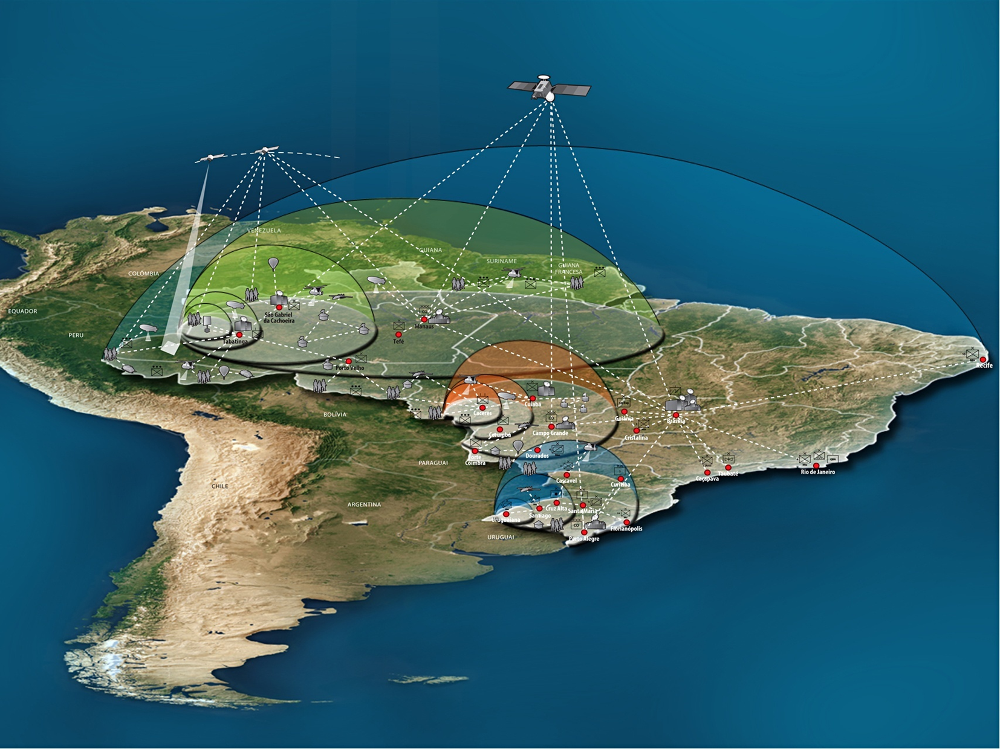 VENEZUELA
GUIANA
SURINAME
GUIANA
FRANCESA
COLÔMBIA
EQUADOR
PERU
São Gabriel
da Cachoeira
Manaus
Tabatinga
Tefé
Porto Velho
Recife
BOLÍVIA
Cáceres
Cuiabá
Goiânia
Brasília
Corumbá
Campo Grande
Cristalina
Forte
Coimbra
Dourados
PARAGUAI
Cascavel
Curitiba
Caçapava
Taubaté
Rio de Janeiro
CHILE
ARGENTINA
Uruguaiana
Santiago
Cruz Alta
Santa Maria
Florianópolis
URUGUAI
Porto Alegre